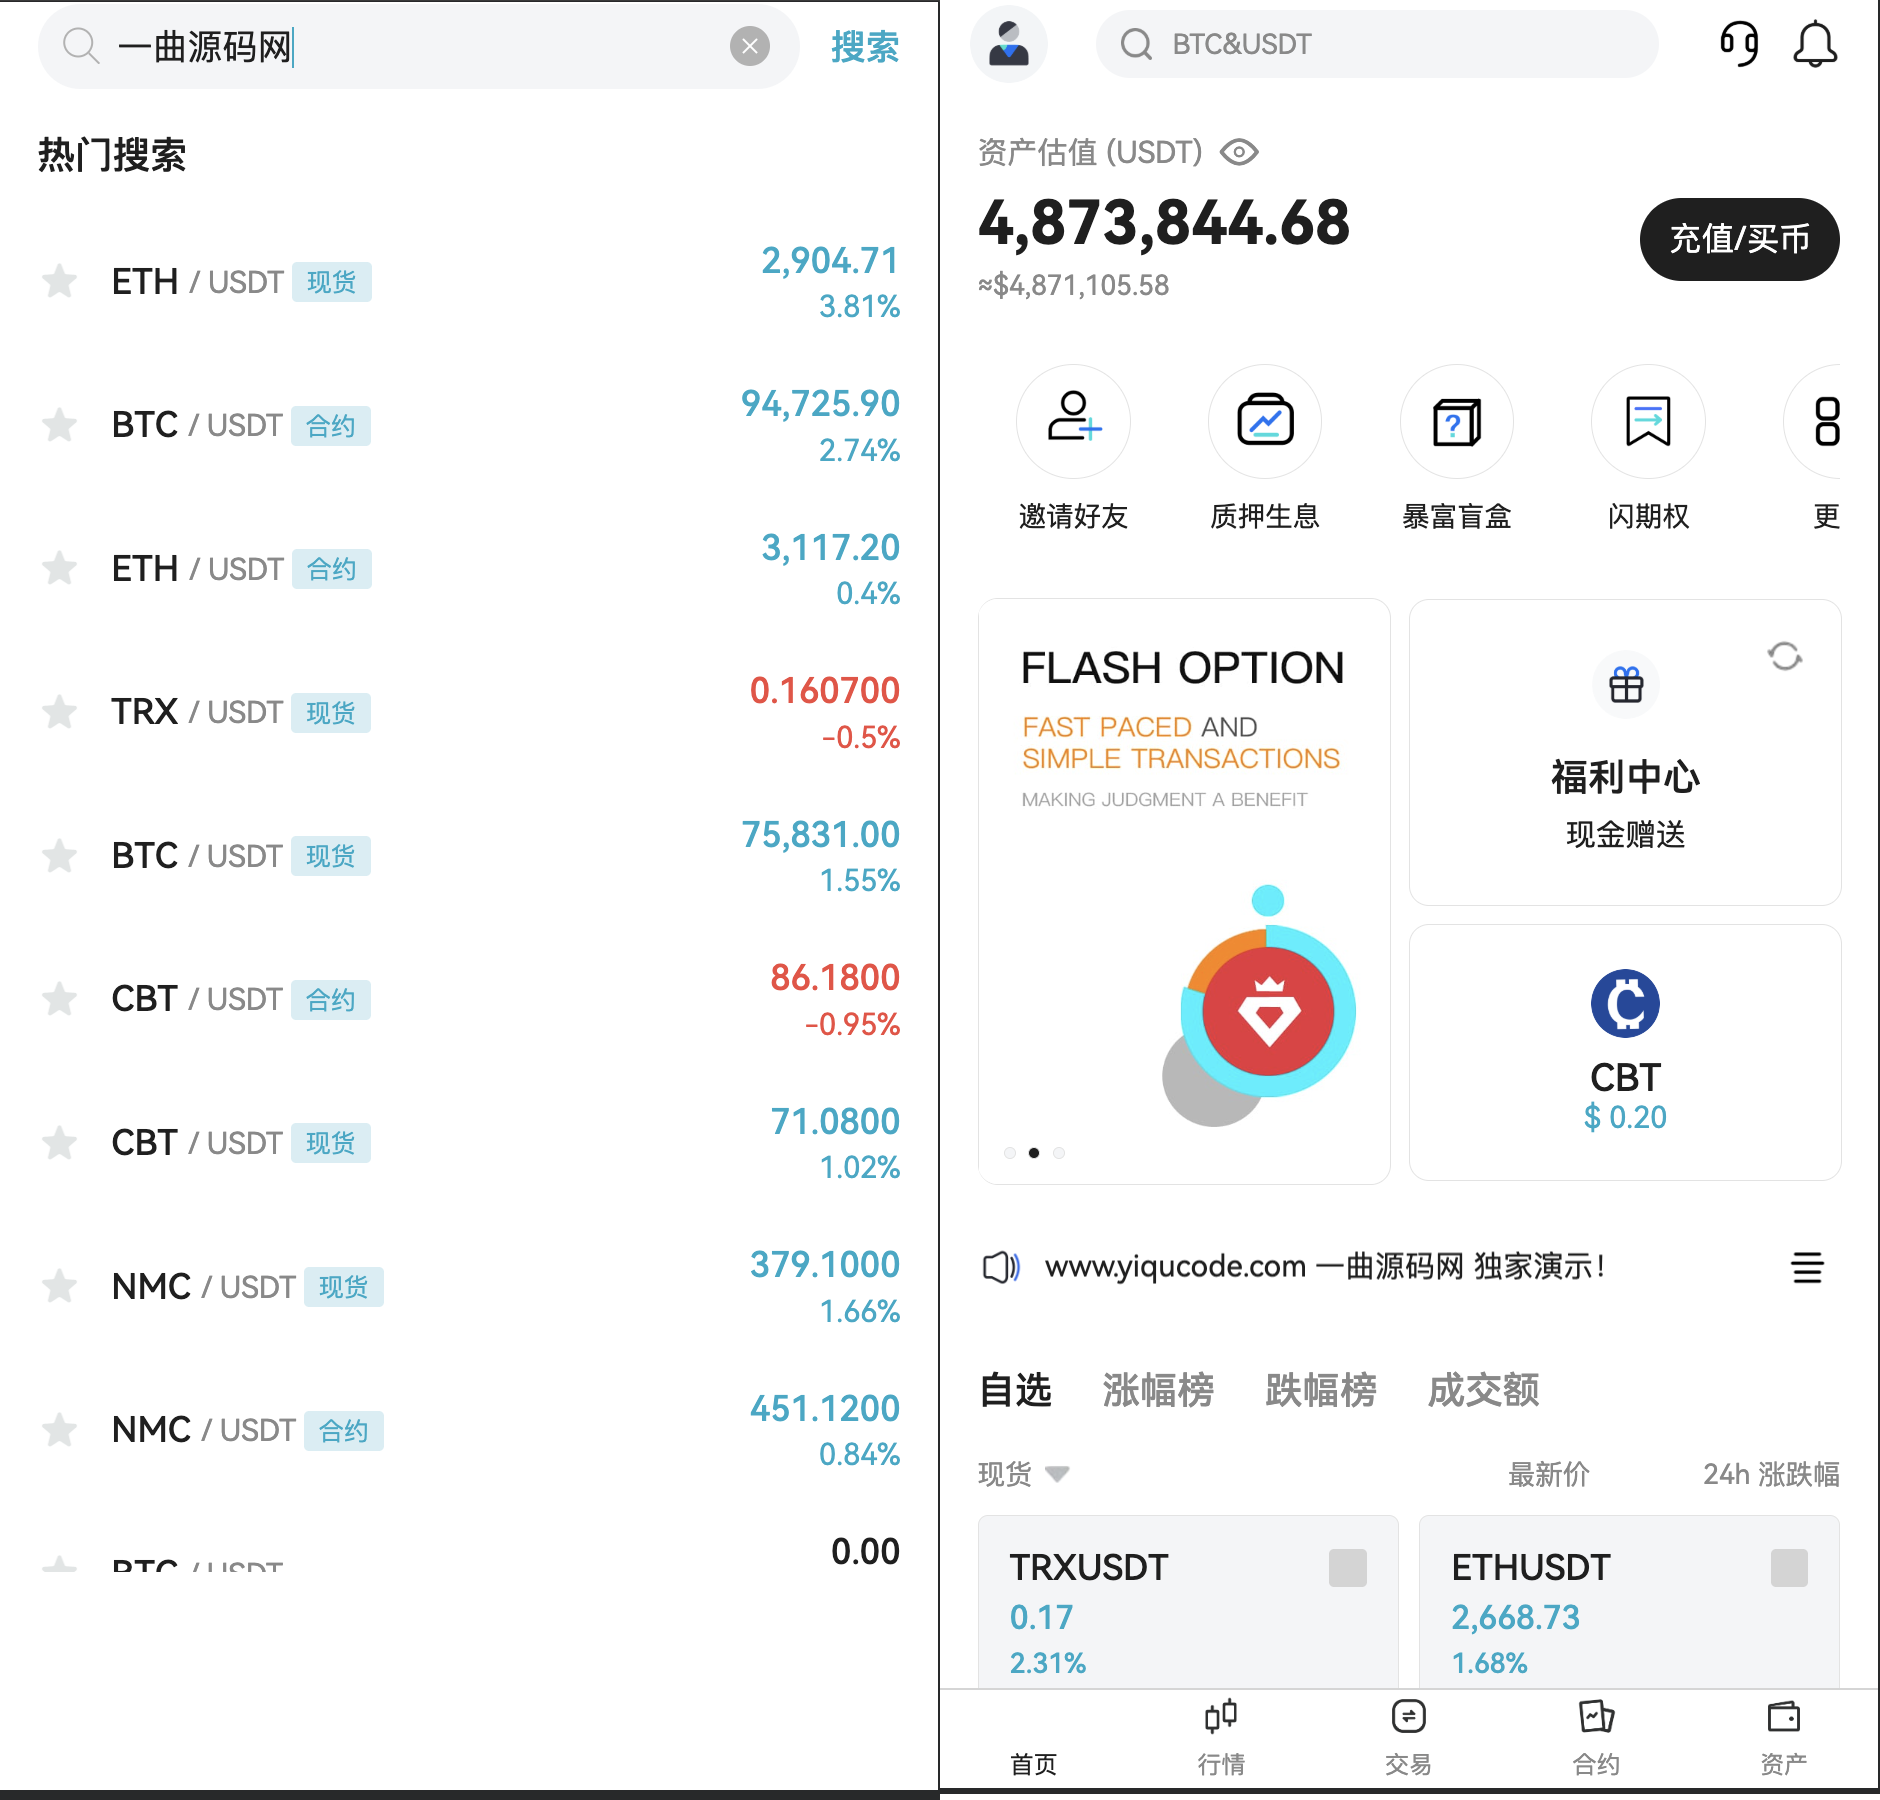 一曲源码网
搜索
热门搜索
ETH / USDT 现货
2,904.71
3.81%
BTC / USDT 合约
94,725.90
2.74%
ETH / USDT 合约
3,117.20
0.4%
TRX / USDT 现货
0.160700
-0.5%
BTC / USDT 现货
75,831.00
1.55%
CBT / USDT 合约
86.1800
-0.95%
CBT / USDT 现货
71.0800
1.02%
NMC / USDT 现货
379.1000
1.66%
NMC / USDT 合约
451.1200
0.84%
BTC / USDT
0.00
BTC&USDT
资产估值 (USDT)
4,873,844.68
≈$4,871,105.58
充值/买币
邀请好友
质押生息
暴富盲盒
闪期权
更
FLASH OPTION
FAST PACED AND
SIMPLE TRANSACTIONS
MAKING JUDGMENT A BENEFIT
福利中心
现金赠送
CBT
$ 0.20
www.yiqucode.com 一曲源码网 独家演示！
自选 涨幅榜 跌幅榜 成交额
现货 最新价 24h 涨跌幅
TRXUSDT
0.17
2.31%
ETHUSDT
2,668.73
1.68%
首页 行情 交易 合约 资产